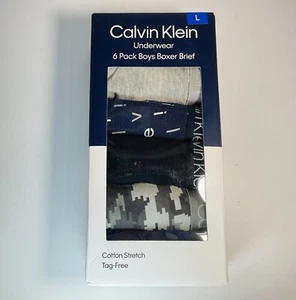 L
Calvin Klein
Underwear
6 Pack Boys Boxer Brief
Cotton Stretch
Tag-Free